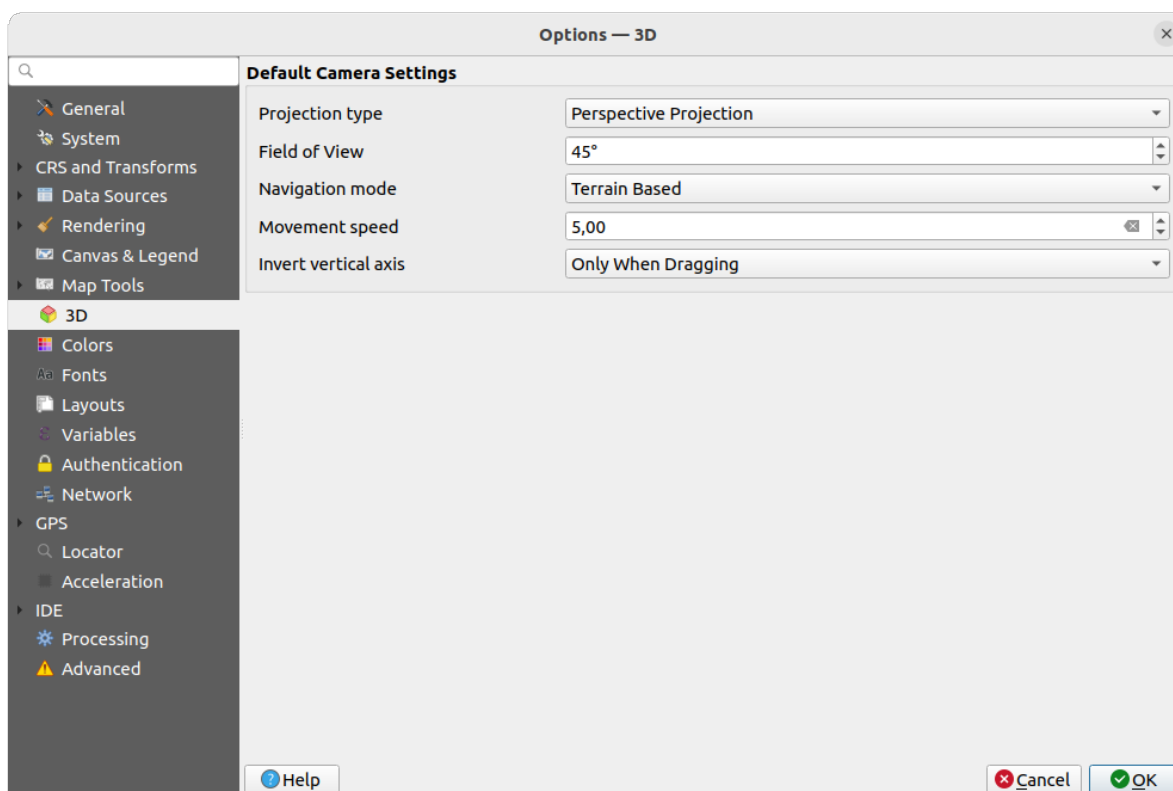 Options — 3D
Default Camera Settings
General
System
CRS and Transforms
Data Sources
Rendering
Canvas & Legend
Map Tools
3D
Colors
Fonts
Layouts
Variables
Authentication
Network
GPS
Locator
Acceleration
IDE
Processing
Advanced
Projection type Perspective Projection
Field of View 45°
Navigation mode Terrain Based
Movement speed 5,00
Invert vertical axis Only When Dragging
Help Cancel OK